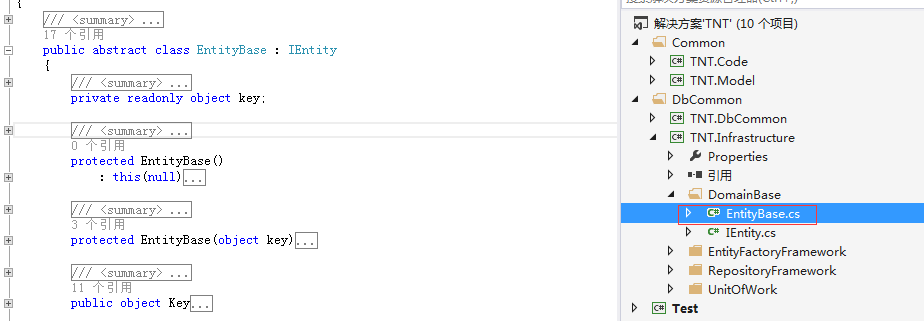 {
/// <summary> ...
17 个引用
public abstract class EntityBase : IEntity
{
/// <summary> ...
private readonly object key;
/// <summary> ...
0 个引用
protected EntityBase()
: this(null)...
/// <summary> ...
3 个引用
protected EntityBase(object key)...
/// <summary> ...
11 个引用
public object Key...
解决方案"TNT" (10 个项目)
Common
C# TNT.Code
C# TNT.Model
DbCommon
C# TNT.DbCommon
C# TNT.Infrastructure
Properties
引用
DomainBase
C# EntityBase.cs
C# IEntity.cs
EntityFactoryFramework
RepositoryFramework
UnitOfWork
C# Test